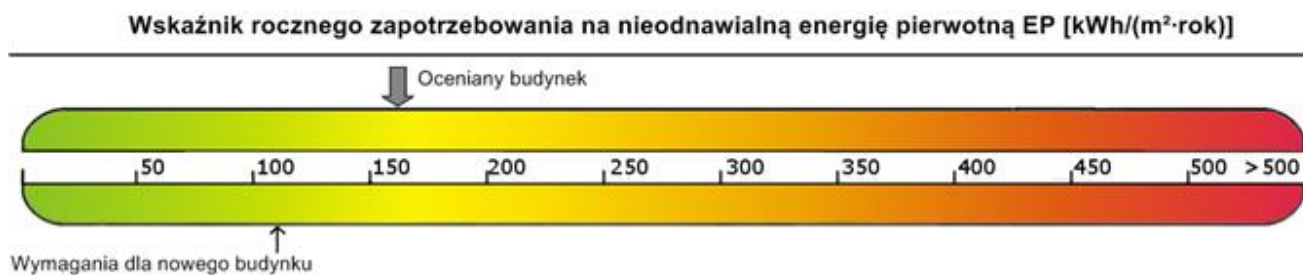 Wskaźnik rocznego zapotrzebowania na nieodnawialną energię pierwotną EP [kWh/(m²·rok)]
Oceniany budynek
50 100 150 200 250 300 350 400 450 500 >500
Wymagania dla nowego budynku